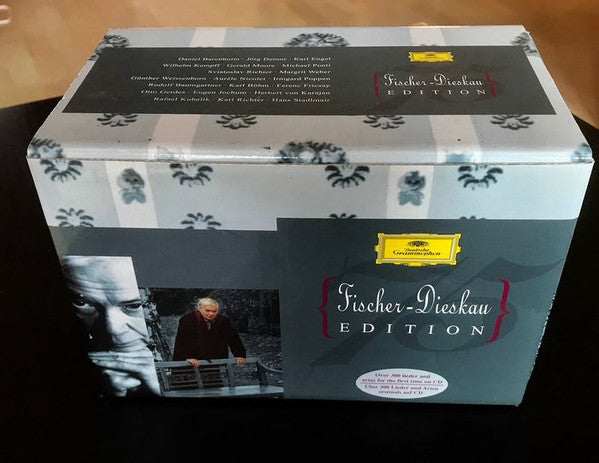 Daniel Barenboim · Jörg Demus · Karl Engel
Wilhelm Kempff · Gerald Moore · Michael Ponti
Sviatoslav Richter · Margrit Weber
Günther Weissenborn · Aurèle Nicolet · Irmgard Poppen
Rudolf Baumgartner · Karl Böhm · Ferenc Fricsay
Otto Gerdes · Eugen Jochum · Herbert von Karajan
Rafael Kubelik · Karl Richter · Hans Stadlmair
{Fischer-Dieskau}
EDITION
Deutsche
Grammophon
75
{Fischer-Dieskau}
EDITION
Over 300 lieder and
arias for the first time on CD
Über 300 Lieder und Arien
erstmals auf CD